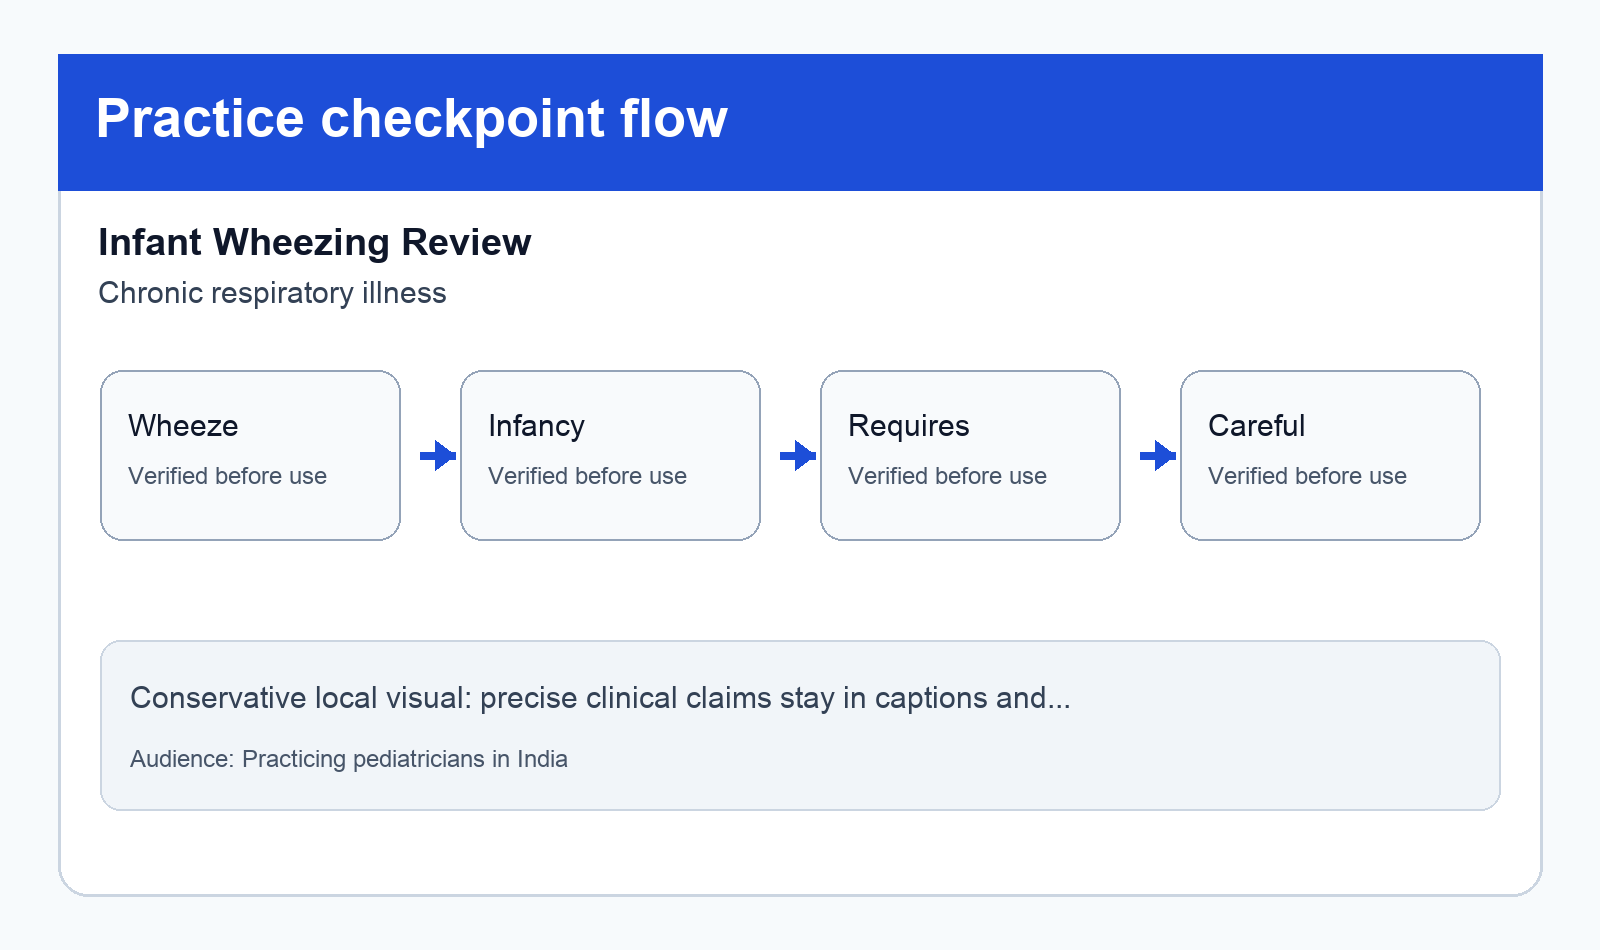 Practice checkpoint flow
Infant Wheezing Review
Chronic respiratory illness
Wheeze
Verified before use
Infancy
Verified before use
Requires
Verified before use
Careful
Verified before use
Conservative local visual: precise clinical claims stay in captions and...
Audience: Practicing pediatricians in India